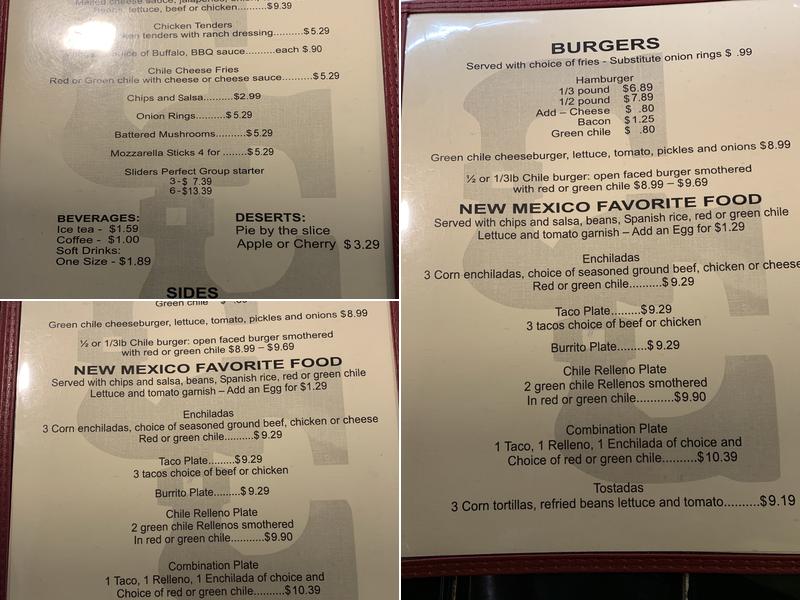 Melted cheese sauce, jalapenos, onion,
beans, lettuce, beef or chicken..........$9.39
Chicken Tenders
ken tenders with ranch dressing.........$5.29
of Buffalo, BBQ sauce..........each $.90
Chile Cheese Fries
Red or Green chile with cheese or cheese sauce.........$5.29
Chips and Salsa.........$2.99
Onion Rings.........$5.29
Battered Mushrooms.........$5.29
Mozzarella Sticks 4 for ........$5.29
Sliders Perfect Group starter
3-$ 7.39
6-$13.39
BEVERAGES:
Ice tea - $1.59
Coffee - $1.00
Soft Drinks:
One Size - $1.89
DESERTS:
Pie by the slice
Apple or Cherry $3.29
SIDES
Green chile $ .80
Green chile cheeseburger, lettuce, tomato, pickles and onions $8.99
½ or 1/3lb Chile burger: open faced burger smothered
with red or green chile $8.99 – $9.69
NEW MEXICO FAVORITE FOOD
Served with chips and salsa, beans, Spanish rice, red or green chile
Lettuce and tomato garnish – Add an Egg for $1.29
Enchiladas
3 Corn enchiladas, choice of seasoned ground beef, chicken or cheese
Red or green chile..........$9.29
Taco Plate.........$9.29
3 tacos choice of beef or chicken
Burrito Plate.........$9.29
Chile Relleno Plate
2 green chile Rellenos smothered
In red or green chile.........$9.90
Combination Plate
1 Taco, 1 Relleno, 1 Enchilada of choice and
Choice of red or green chile..........$10.39
BURGERS
Served with choice of fries - Substitute onion rings $ .99
Hamburger
1/3 pound $6.89
1/2 pound $7.89
Add – Cheese $ .80
Bacon $1.25
Green chile $ .80
Green chile cheeseburger, lettuce, tomato, pickles and onions $8.99
½ or 1/3lb Chile burger: open faced burger smothered
with red or green chile $8.99 – $9.69
NEW MEXICO FAVORITE FOOD
Served with chips and salsa, beans, Spanish rice, red or green chile
Lettuce and tomato garnish – Add an Egg for $1.29
Enchiladas
3 Corn enchiladas, choice of seasoned ground beef, chicken or cheese
Red or green chile.........$9.29
Taco Plate.........$9.29
3 tacos choice of beef or chicken
Burrito Plate.........$9.29
Chile Relleno Plate
2 green chile Rellenos smothered
In red or green chile.........$9.90
Combination Plate
1 Taco, 1 Relleno, 1 Enchilada of choice and
Choice of red or green chile.........$10.39
Tostadas
3 Corn tortillas, refried beans lettuce and tomato..........$9.19